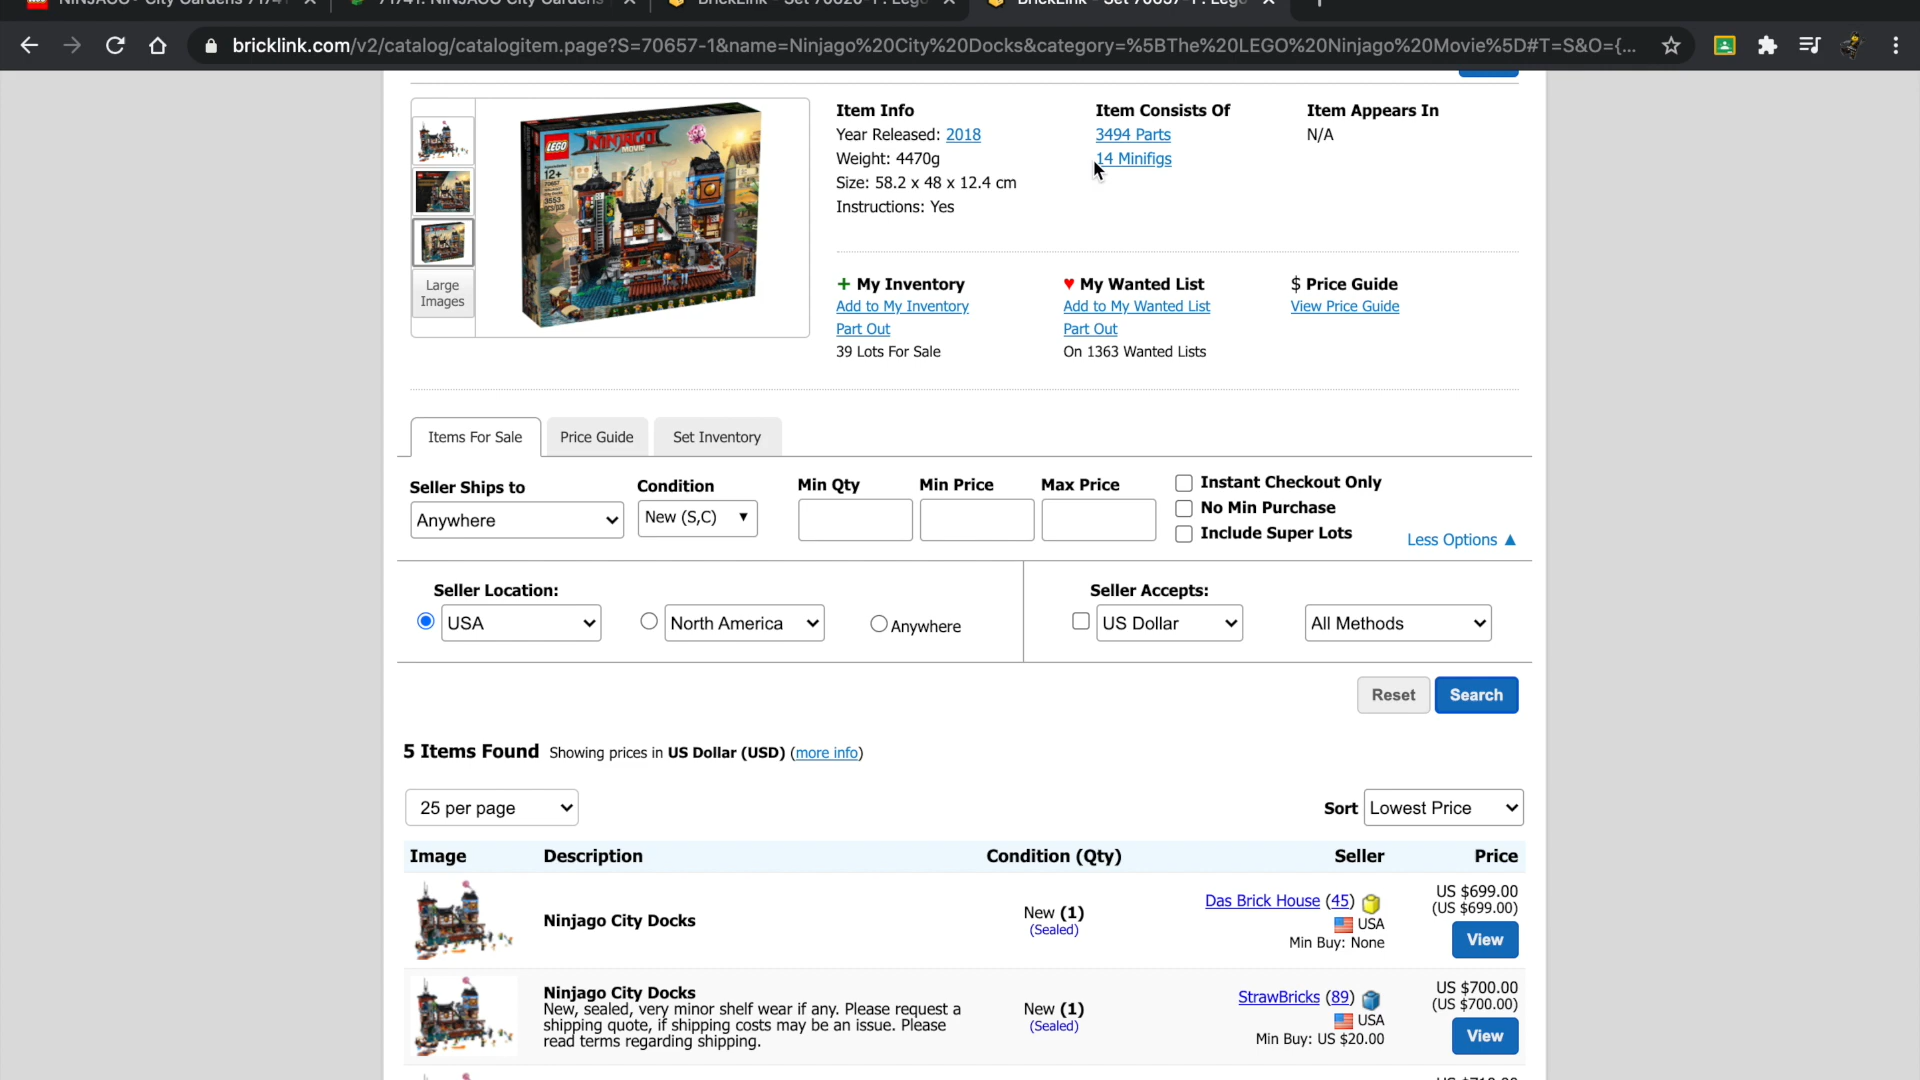 bricklink.com/v2/catalog/catalogitem.page?S=70657-1&name=Ninjago%20City%20Docks&category=%5BThe%20LEGO%20Ninjago%20Movie%5D#T=S&O={...
Item Info
Year Released: 2018
Weight: 4470g
Size: 58.2 x 48 x 12.4 cm
Instructions: Yes
Item Consists Of
3494 Parts
14 Minifigs
Item Appears In
N/A
LEGO
THE
NINJAGO
MOVIE
12+
70657
3553
Large
Images
+ My Inventory
Add to My Inventory
Part Out
39 Lots For Sale
♥ My Wanted List
Add to My Wanted List
Part Out
On 1363 Wanted Lists
$ Price Guide
View Price Guide
Items For Sale
Price Guide
Set Inventory
Seller Ships to
Anywhere
Condition
New (S,C)
Min Qty
Min Price
Max Price
Instant Checkout Only
No Min Purchase
Include Super Lots
Less Options ▲
Seller Location:
USA
North America
Anywhere
Seller Accepts:
US Dollar
All Methods
Reset
Search
5 Items Found Showing prices in US Dollar (USD) (more info)
25 per page
Sort Lowest Price
Image Description Condition (Qty) Seller Price
Ninjago City Docks
New (1)
(Sealed)
Das Brick House (45)
USA
Min Buy: None
US $699.00
(US $699.00)
View
Ninjago City Docks
New, sealed, very minor shelf wear if any. Please request a
shipping quote, if shipping costs may be an issue. Please
read terms regarding shipping.
New (1)
(Sealed)
StrawBricks (89)
USA
Min Buy: US $20.00
US $700.00
(US $700.00)
View